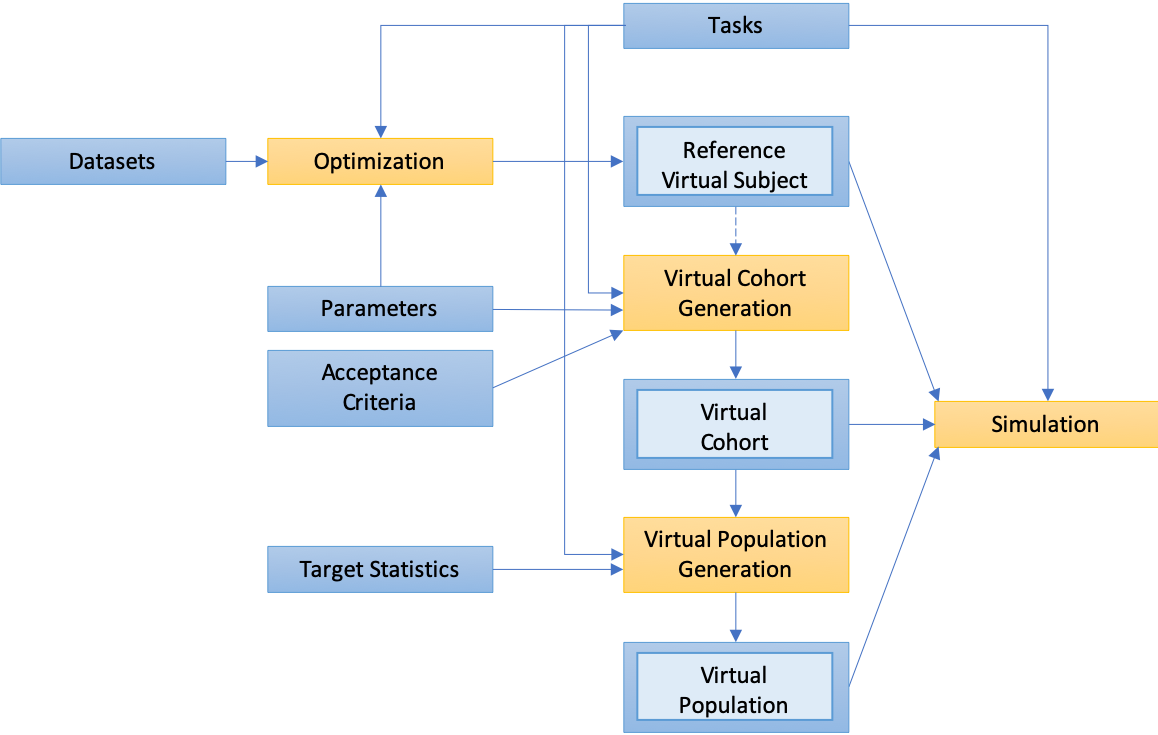 Tasks
Datasets
Optimization
Reference
Virtual Subject
Parameters
Virtual Cohort
Generation
Acceptance
Criteria
Virtual
Cohort
Simulation
Target Statistics
Virtual Population
Generation
Virtual
Population